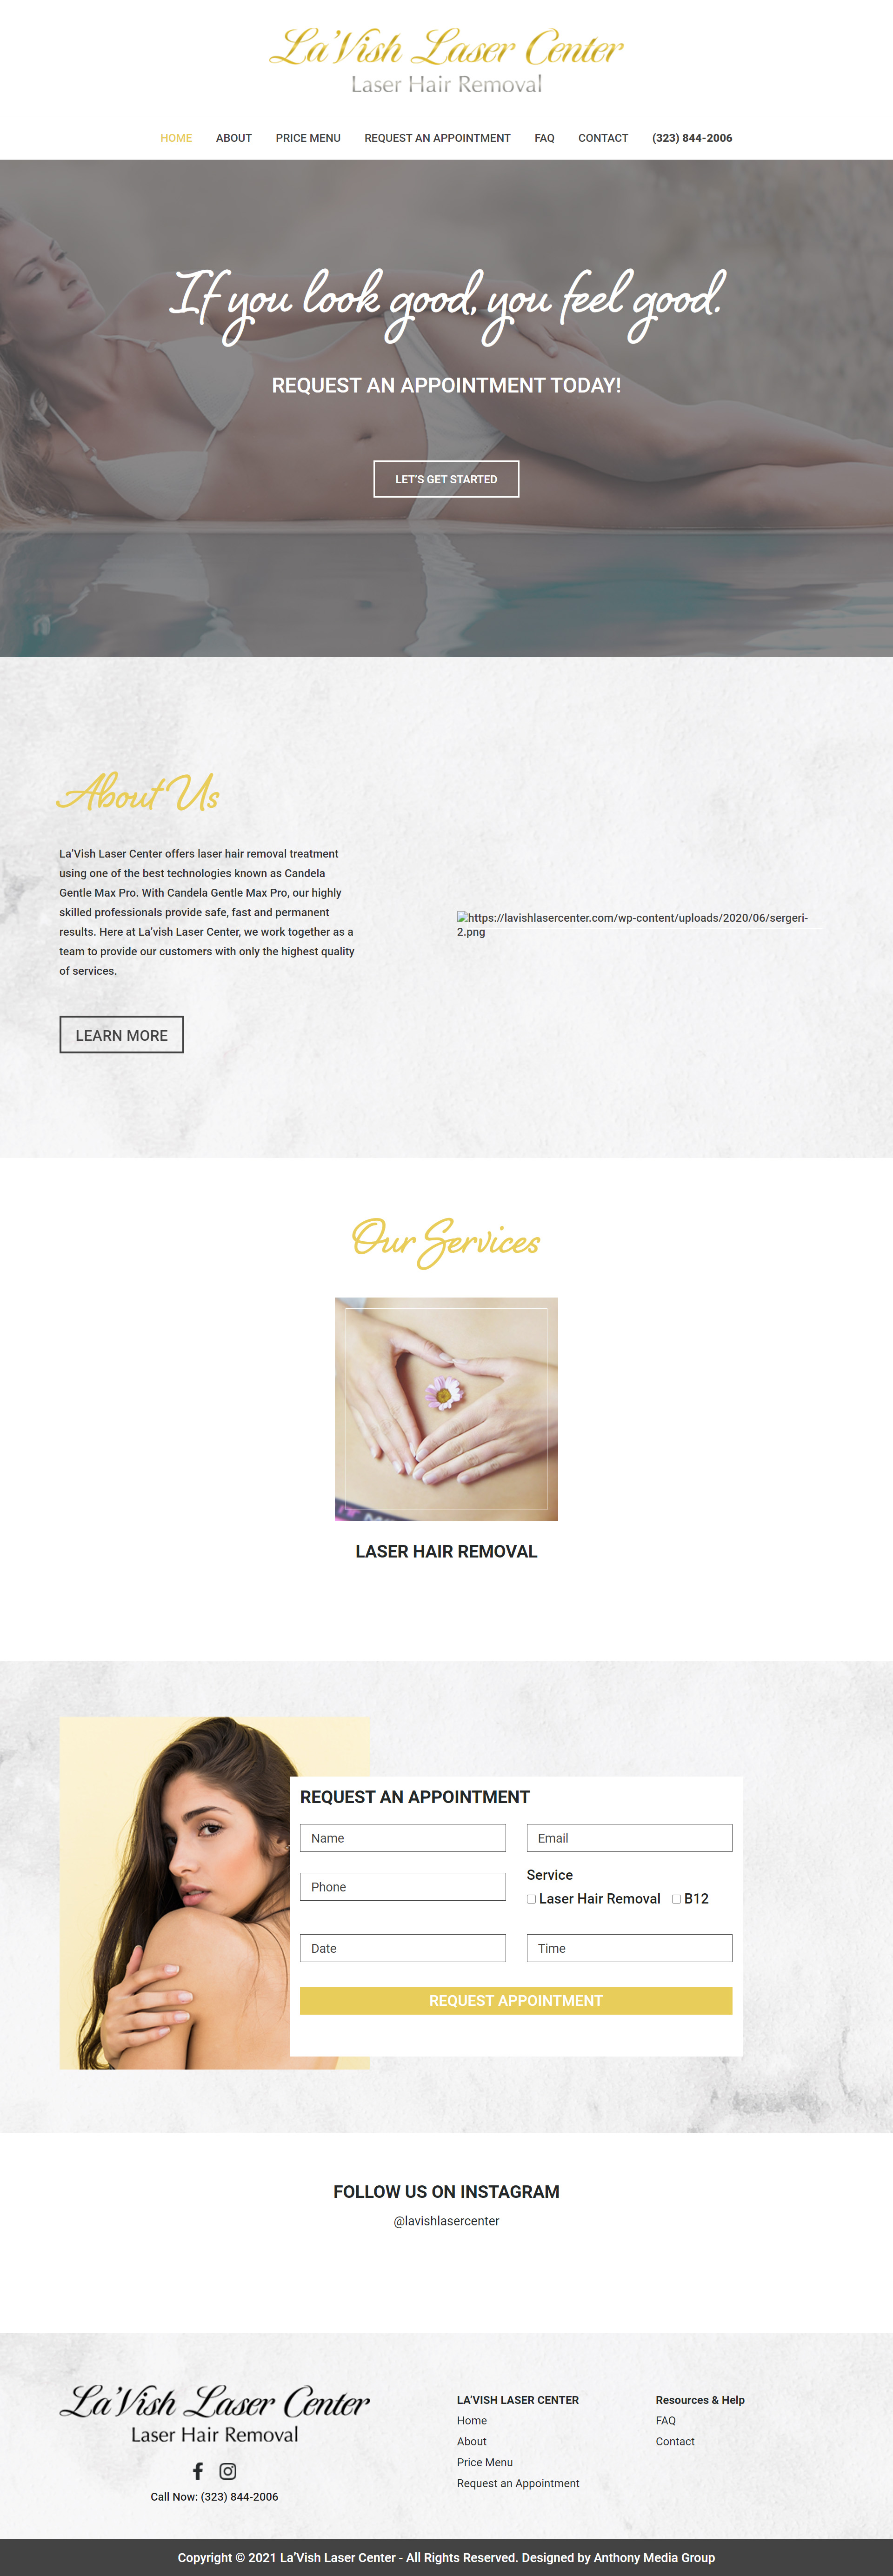 La'Vish Laser Center
Laser Hair Removal
HOME ABOUT PRICE MENU REQUEST AN APPOINTMENT FAQ CONTACT (323) 844-2006
If you look good, you feel good.
REQUEST AN APPOINTMENT TODAY!
LET'S GET STARTED
About Us
La'Vish Laser Center offers laser hair removal treatment
using one of the best technologies known as Candela
Gentle Max Pro. With Candela Gentle Max Pro, our highly
skilled professionals provide safe, fast and permanent
results. Here at La'vish Laser Center, we work together as a
team to provide our customers with only the highest quality
of services.
https://lavishlasercenter.com/wp-content/uploads/2020/06/sergeri-
2.png
LEARN MORE
Our Services
LASER HAIR REMOVAL
REQUEST AN APPOINTMENT
Name
Email
Phone
Service
Laser Hair Removal B12
Date
Time
REQUEST APPOINTMENT
FOLLOW US ON INSTAGRAM
@lavishlasercenter
La'Vish Laser Center
Laser Hair Removal
Call Now: (323) 844-2006
LA'VISH LASER CENTER
Home
About
Price Menu
Request an Appointment
Resources & Help
FAQ
Contact
Copyright © 2021 La'Vish Laser Center - All Rights Reserved. Designed by Anthony Media Group